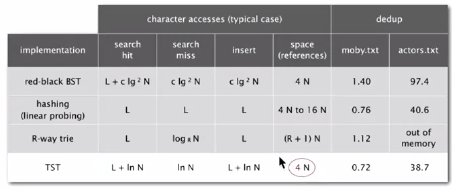 character accesses (typical case) dedup
implementation search hit search miss insert space (references) moby.txt actors.txt
red-black BST L + c lg 2 N c lg 2 N c lg 2 N 4 N 1.40 97.4
hashing (linear probing) L L L 4 N to 16 N 0.76 40.6
R-way trie L log R N L (R + 1) N 1.12 out of memory
TST L + ln N ln N L + ln N 4 N 0.72 38.7